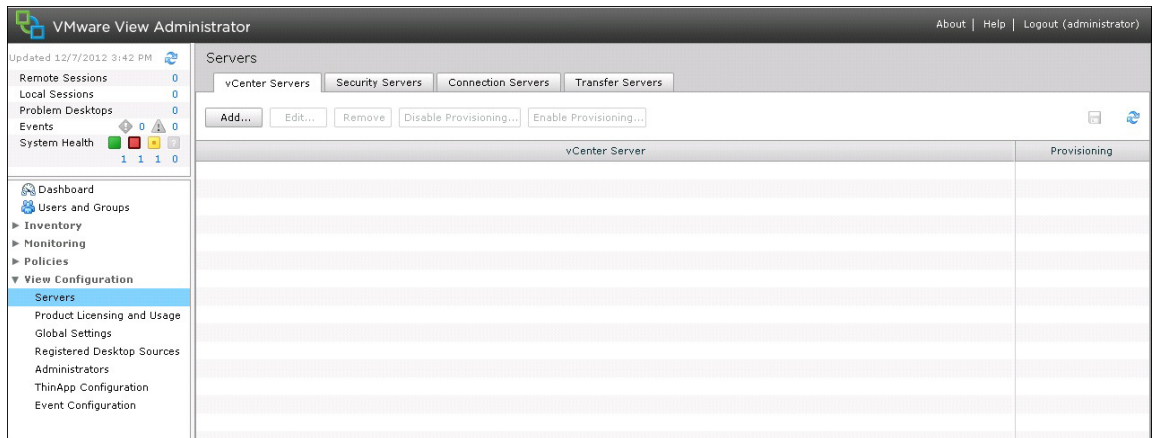 VMware View Administrator
About | Help | Logout (administrator)
Updated 12/7/2012 3:42 PM
Remote Sessions 0
Local Sessions 0
Problem Desktops 0
Events 0 0
System Health
1 1 1 0
Dashboard
Users and Groups
Inventory
Monitoring
Policies
View Configuration
Servers
Product Licensing and Usage
Global Settings
Registered Desktop Sources
Administrators
ThinApp Configuration
Event Configuration
Servers
vCenter Servers Security Servers Connection Servers Transfer Servers
Add... Edit... Remove Disable Provisioning... Enable Provisioning...
vCenter Server Provisioning